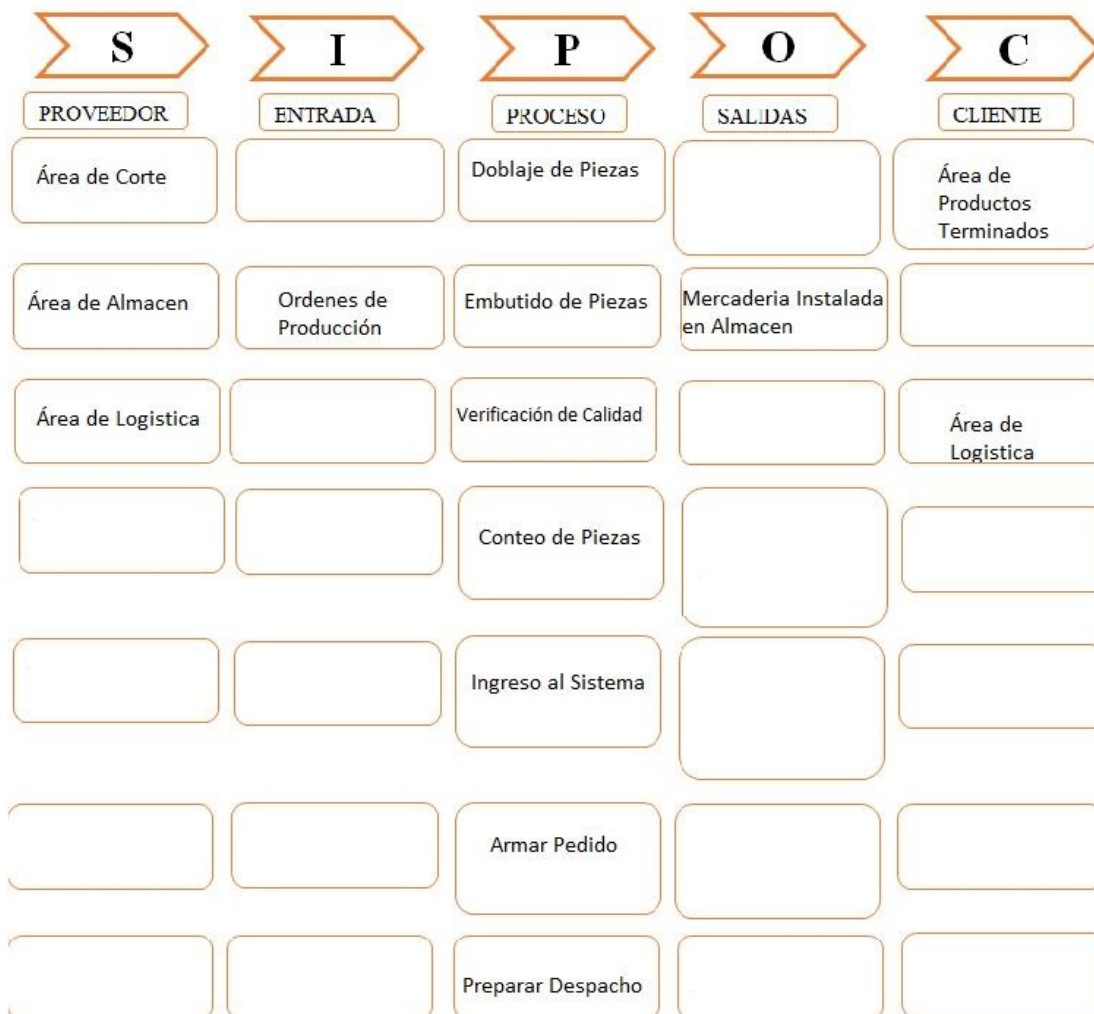 S I P O C
PROVEEDOR ENTRADA PROCESO SALIDAS CLIENTE
Área de Corte
Doblaje de Piezas
Área de
Productos
Terminados
Área de Almacen
Ordenes de
Producción
Embutido de Piezas
Mercaderia Instalada
en Almacen
Área de Logistica
Verificación de Calidad
Área de
Logistica
Conteo de Piezas
Ingreso al Sistema
Armar Pedido
Preparar Despacho